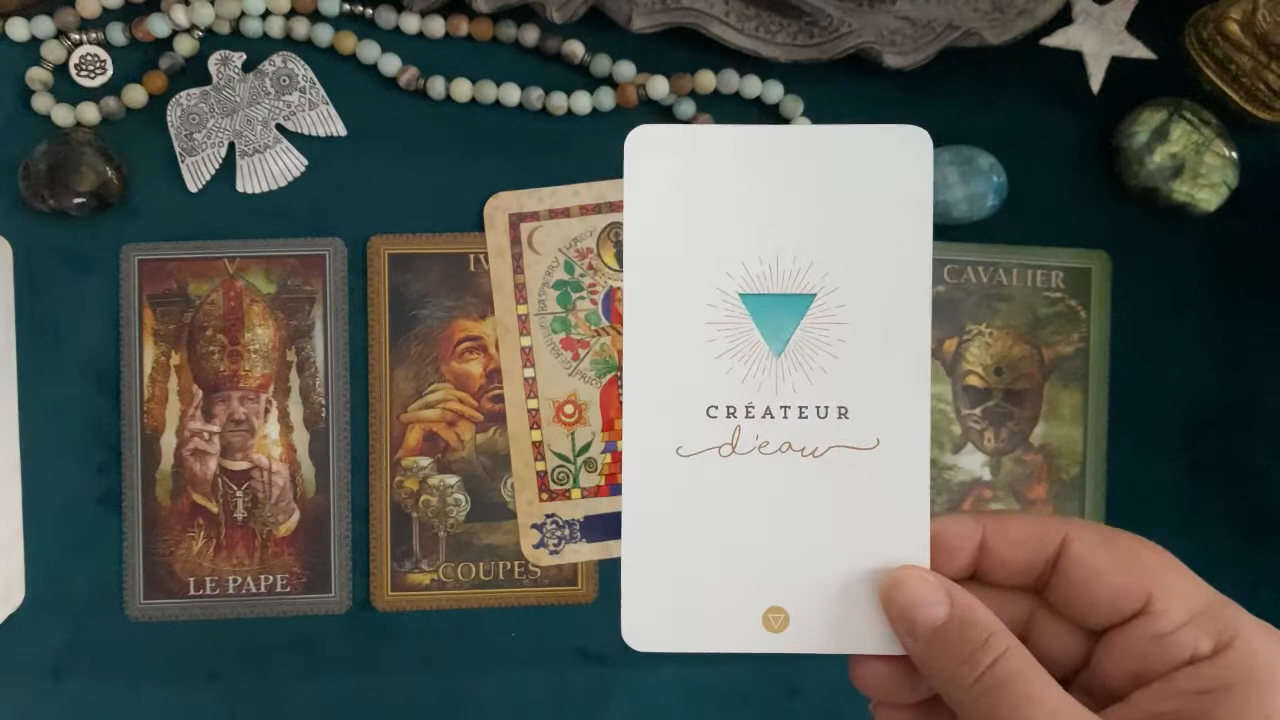 V
LE PAPE
IV
COUPES
CRÉATEUR
d'eau
CAVALIER